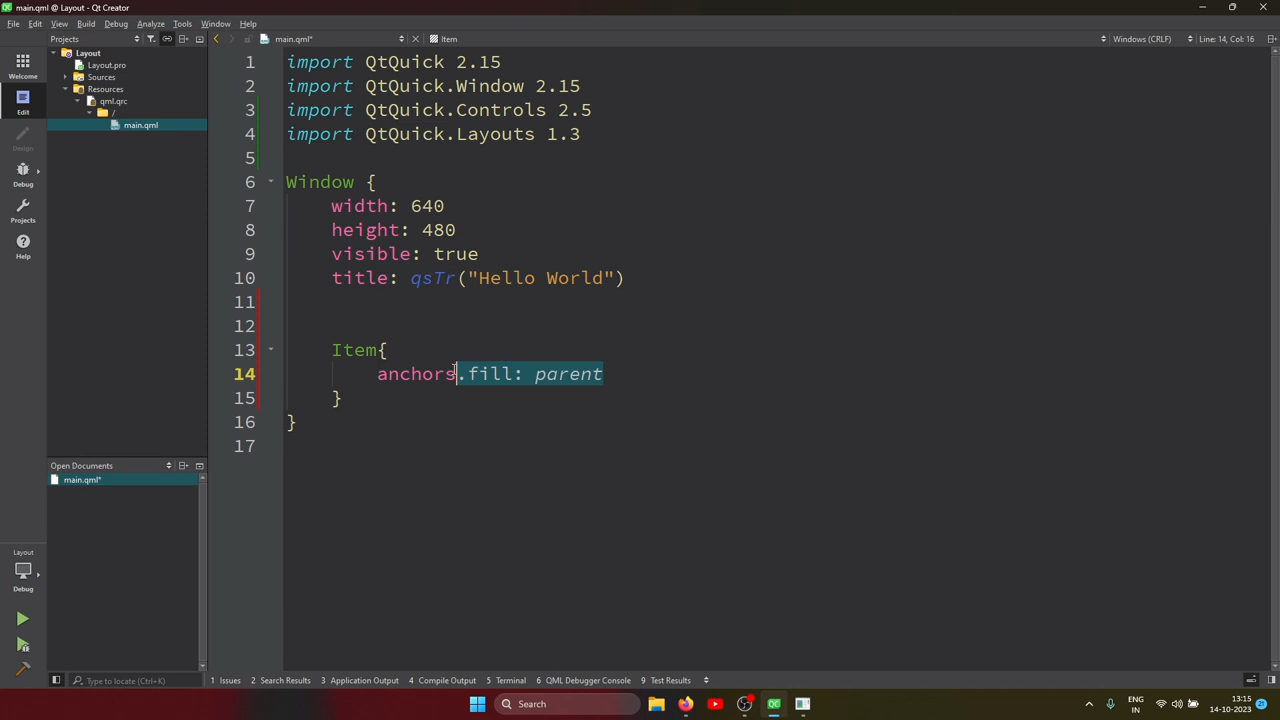 main.qml @ Layout - Qt Creator
File Edit View Build Debug Analyze Tools Window Help
Projects
main.qml*
Item
Windows (CRLF)
Line: 14, Col: 16
Welcome
Edit
Design
Debug
Projects
Help
Layout
Layout.pro
Sources
Resources
qml.qrc
/
main.qml
1 import QtQuick 2.15
2 import QtQuick.Window 2.15
3 import QtQuick.Controls 2.5
4 import QtQuick.Layouts 1.3
5
6 Window {
7 width: 640
8 height: 480
9 visible: true
10 title: qsTr("Hello World")
11
12
13 Item{
14 anchors.fill: parent
15 }
16 }
17
Open Documents
main.qml*
Layout
Debug
Type to locate (Ctrl+K)
1 Issues 2 Search Results 3 Application Output 4 Compile Output 5 Terminal 6 QML Debugger Console 9 Test Results
Search
ENG
IN
13:15
14-10-2023
21